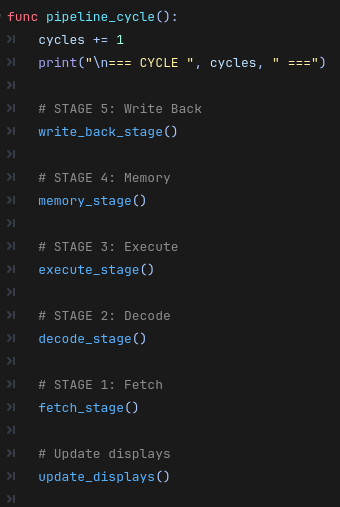 func pipeline_cycle():
cycles += 1
print("\n=== CYCLE ", cycles, " ===")
# STAGE 5: Write Back
write_back_stage()
# STAGE 4: Memory
memory_stage()
# STAGE 3: Execute
execute_stage()
# STAGE 2: Decode
decode_stage()
# STAGE 1: Fetch
fetch_stage()
# Update displays
update_displays()